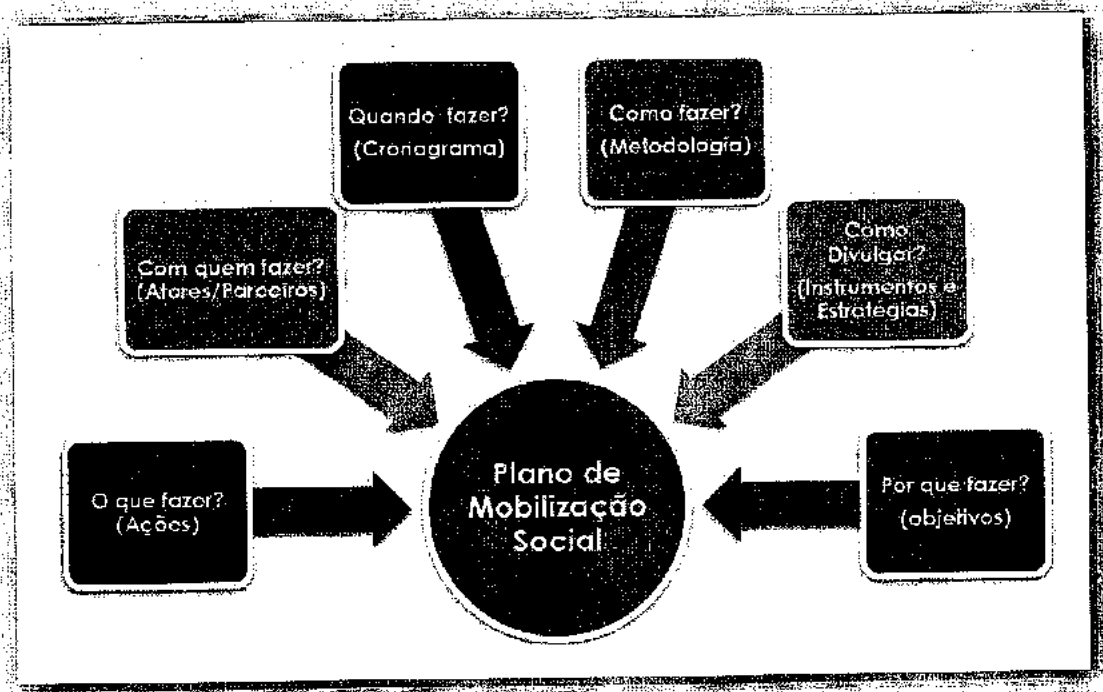 Quando fazer?
(Cronograma)
Como fazer?
(Metodologia)
Com quem fazer?
(Atores/Parceiros)
Como
Divulgar?
(Instrumentos e
Estratégias)
O que fazer?
(Ações)
Plano de
Mobilização
Social
Por que fazer?
(objetivos)